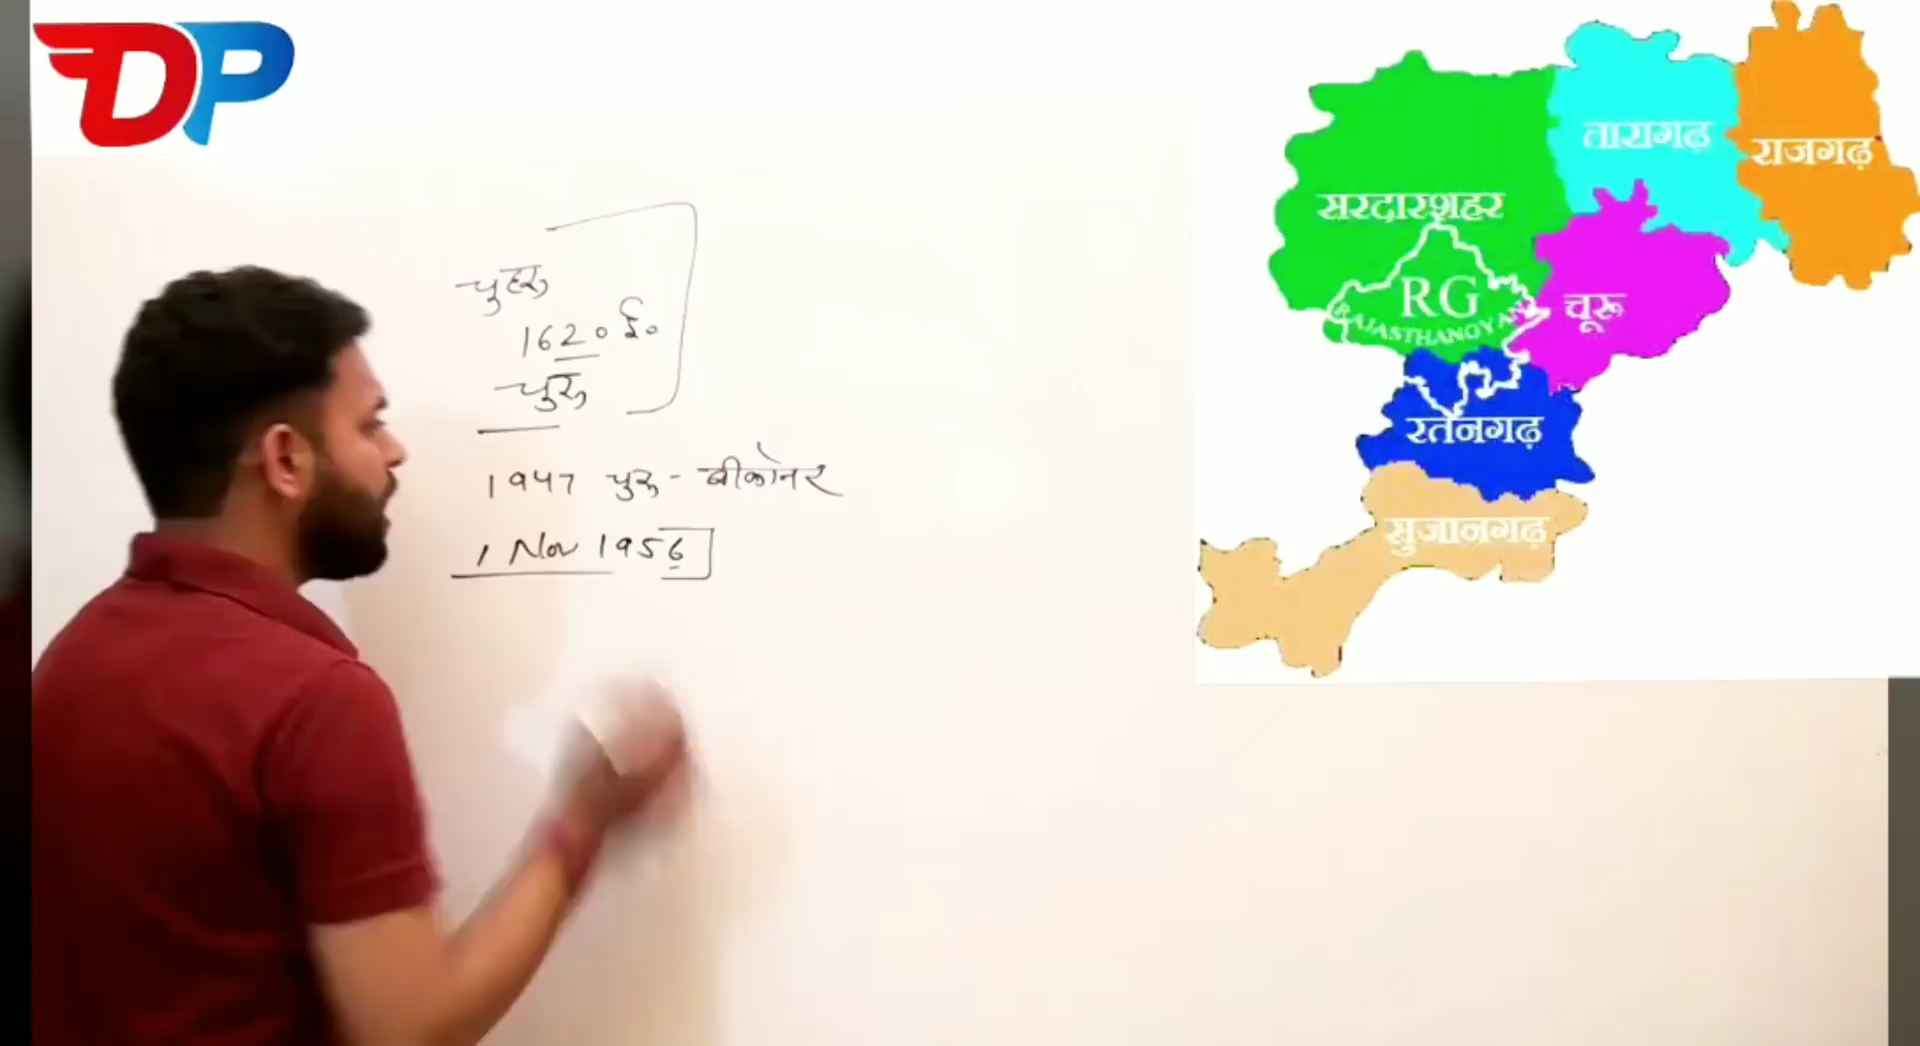 DP
चुहरु
1620 ई०
चुरु
1947 चुरु - बीकानेर
1 Nov 1956
तारागढ़
राजगढ़
सरदारशहर
RG
RAJASTHANGYAN
चूरू
रतनगढ़
सुजानगढ़